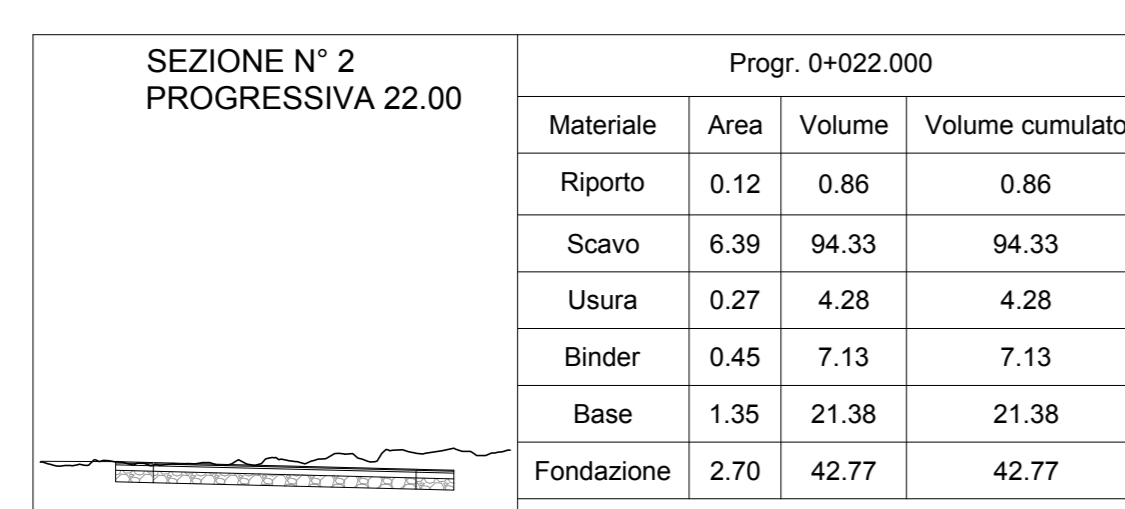 SEZIONE N° 2
PROGRESSIVA 22.00
Progr. 0+022.000
Materiale Area Volume Volume cumulato
Riporto 0.12 0.86 0.86
Scavo 6.39 94.33 94.33
Usura 0.27 4.28 4.28
Binder 0.45 7.13 7.13
Base 1.35 21.38 21.38
Fondazione 2.70 42.77 42.77